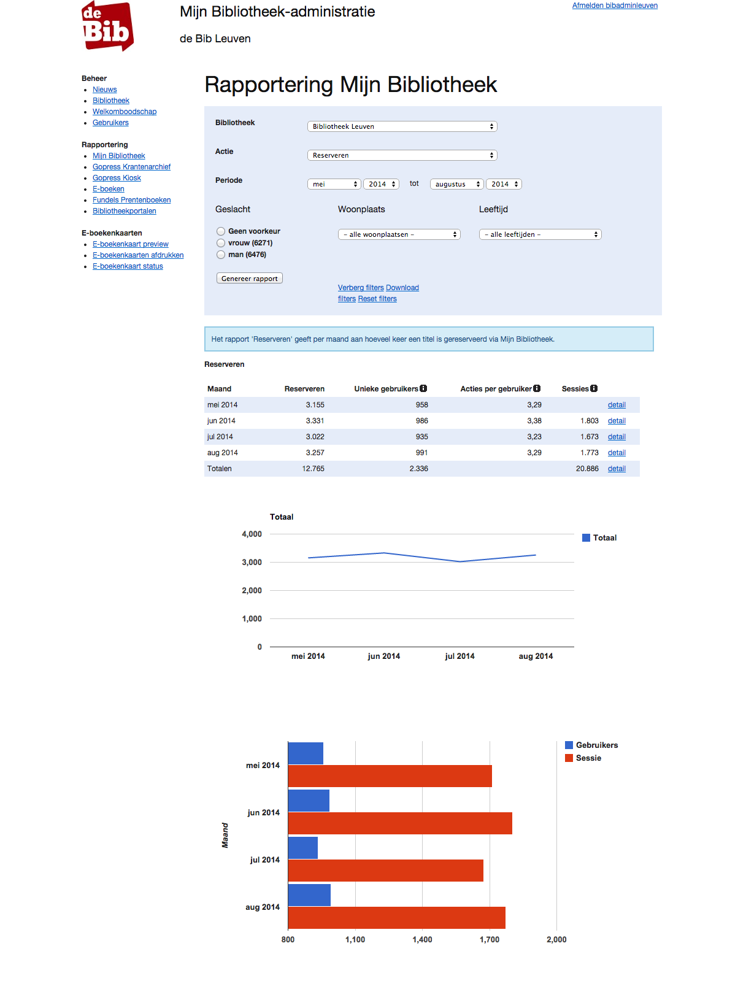 de
Bib
Mijn Bibliotheek-administratie
Afmelden bibadminleuven
de Bib Leuven
Beheer
Nieuws
Bibliotheek
Welkomboodschap
Gebruikers
Rapportering
Mijn Bibliotheek
Gopress Krantenarchief
Gopress Kiosk
E-boeken
Fundels Prentenboeken
Bibliotheekportalen
E-boekenkaarten
E-boekenkaart preview
E-boekenkaarten afdrukken
E-boekenkaart status
Rapportering Mijn Bibliotheek
Bibliotheek Bibliotheek Leuven
Actie Reserveren
Periode mei 2014 tot augustus 2014
Geslacht Woonplaats Leeftijd
Geen voorkeur – alle woonplaatsen – – alle leeftijden –
vrouw (6271)
man (6476)
Genereer rapport
Verberg filters Download
filters Reset filters
Het rapport 'Reserveren' geeft per maand aan hoeveel keer een titel is gereserveerd via Mijn Bibliotheek.
Reserveren
Maand Reserveren Unieke gebruikers i Acties per gebruiker i Sessies i
mei 2014 3.155 958 3,29 detail
jun 2014 3.331 986 3,38 1.803 detail
jul 2014 3.022 935 3,23 1.673 detail
aug 2014 3.257 991 3,29 1.773 detail
Totalen 12.765 2.336 20.886 detail
Totaal
4,000
3,000
2,000
1,000
0
mei 2014 jun 2014 jul 2014 aug 2014
Totaal
Gebruikers
Sessie
Maand
mei 2014
jun 2014
jul 2014
aug 2014
800 1,100 1,400 1,700 2,000